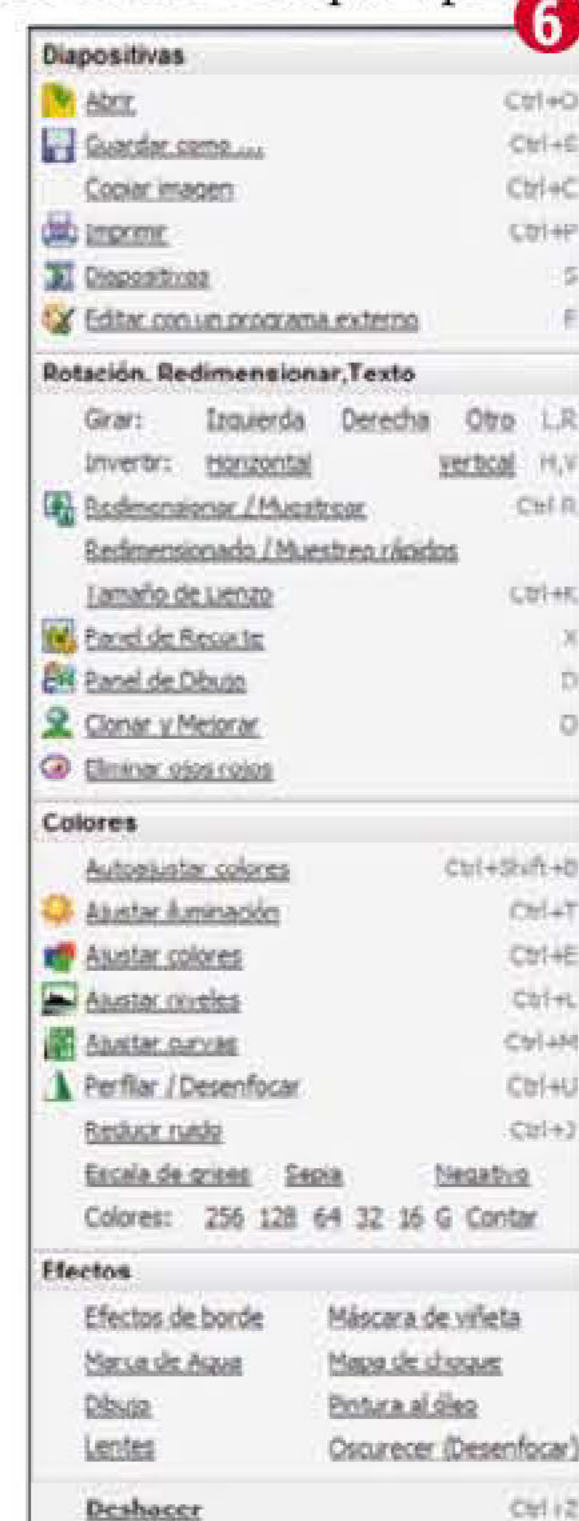 6
Diapositivas
Abrir Ctrl+O
Guardar como ... Ctrl+S
Copiar imagen Ctrl+C
Imprimir Ctrl+P
Diapositivas S
Editar con un programa externo E
Rotación. Redimensionar,Texto
Girar: Izquierda Derecha Otro L,R
Invertir: Horizontal Vertical H,V
Redimensionar / Muestrear Ctrl R
Redimensionado / Muestreo rápidos
Tamaño de Lienzo Ctrl+K
Panel de Recorte X
Panel de Dibujo D
Clonar y Mejorar O
Eliminar ojos rojos
Colores
Autoajustar colores Ctrl+Shift+B
Ajustar iluminación Ctrl+T
Ajustar colores Ctrl+E
Ajustar niveles Ctrl+L
Ajustar curvas Ctrl+M
Perfilar / Desenfocar Ctrl+U
Reducir ruido Ctrl+J
Escala de grises Sepia Negativo
Colores: 256 128 64 32 16 G Contar
Efectos
Efectos de borde Máscara de viñeta
Marca de Agua Mapa de choque
Dibujo Pintura al óleo
Lentes Oscurecer (Desenfocar)
Deshacer Ctrl+Z